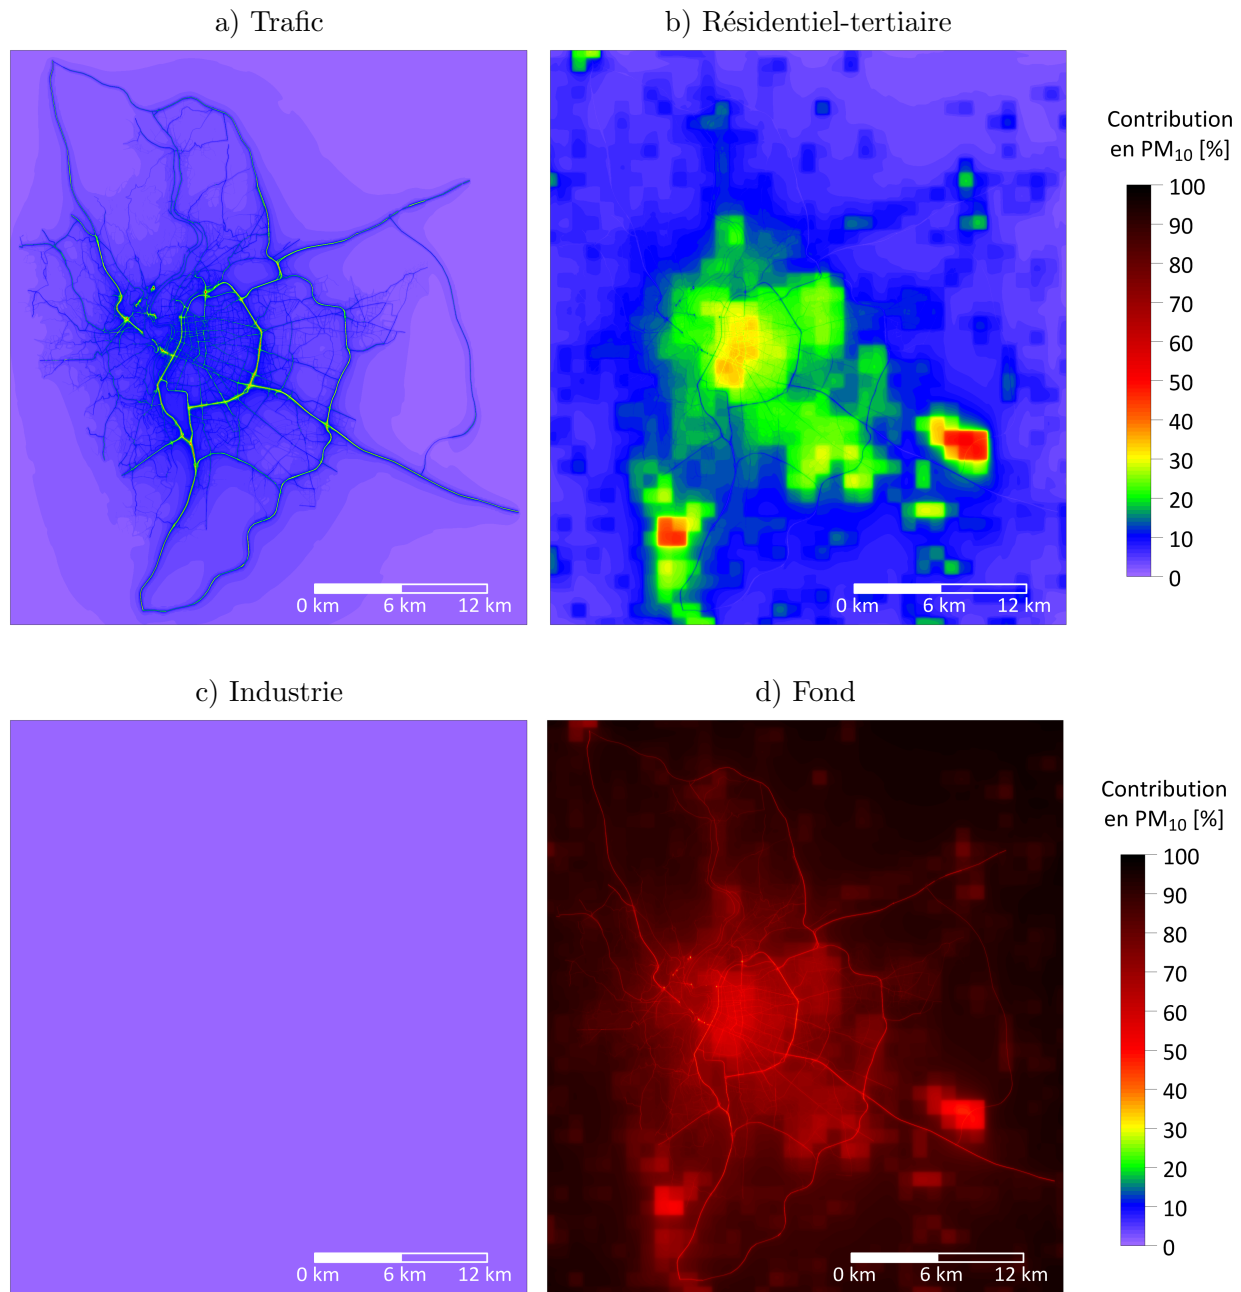 a) Trafic
b) Résidentiel-tertiaire
Contribution
en PM₁₀ [%]
100
90
80
70
60
50
40
30
20
10
0
0 km 6 km 12 km
0 km 6 km 12 km
c) Industrie
d) Fond
Contribution
en PM₁₀ [%]
100
90
80
70
60
50
40
30
20
10
0
0 km 6 km 12 km
0 km 6 km 12 km